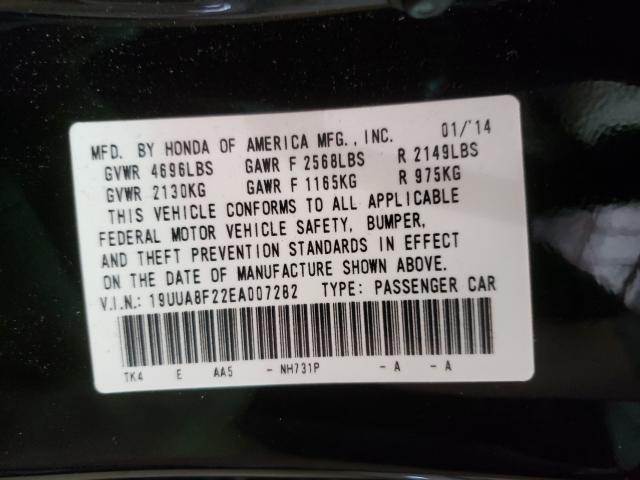 MFD. BY HONDA OF AMERICA MFG., INC. 01/'14
GVWR 4696LBS GAWR F 2568LBS R 2149LBS
GVWR 2130KG GAWR F 1165KG R 975KG
THIS VEHICLE CONFORMS TO ALL APPLICABLE
FEDERAL MOTOR VEHICLE SAFETY, BUMPER,
AND THEFT PREVENTION STANDARDS IN EFFECT
ON THE DATE OF MANUFACTURE SHOWN ABOVE.
V.I.N.: 19UUA8F22EA007282 TYPE: PASSENGER CAR
TK4 E AA5 - NH731P - A - A